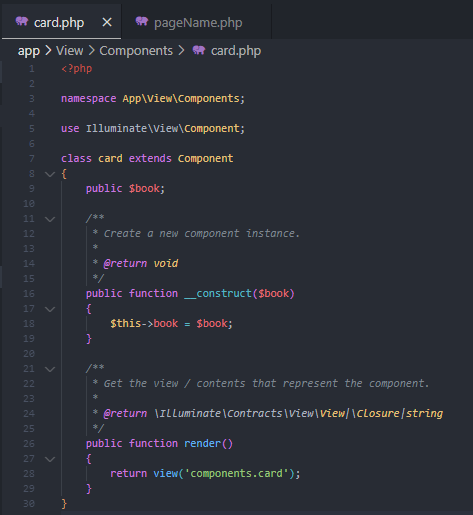 card.php
pageName.php
app > View > Components > card.php
1 <?php
2
3 namespace App\View\Components;
4
5 use Illuminate\View\Component;
6
7 class card extends Component
8 {
9     public $book;
10
11     /**
12      * Create a new component instance.
13      *
14      * @return void
15      */
16     public function __construct($book)
17     {
18         $this->book = $book;
19     }
20
21     /**
22      * Get the view / contents that represent the component.
23      *
24      * @return \Illuminate\Contracts\View\View|\Closure|string
25      */
26     public function render()
27     {
28         return view('components.card');
29     }
30 }